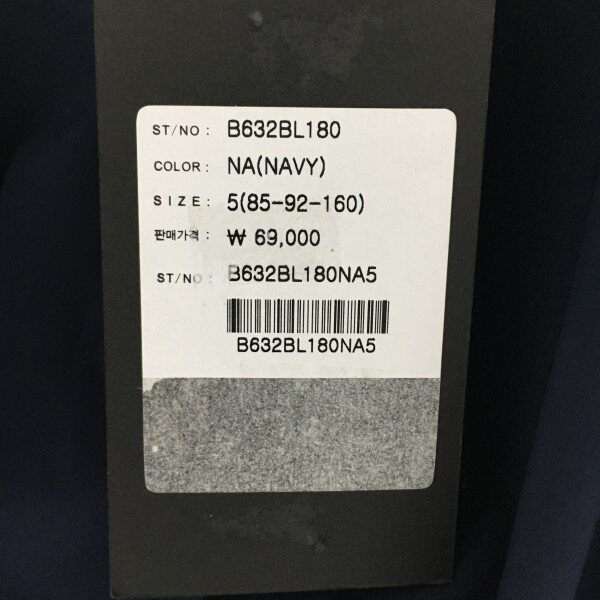 ST/NO: B632BL180
COLOR: NA(NAVY)
SIZE: 5(85-92-160)
판매가격: ₩ 69,000
ST/NO: B632BL180NA5
B632BL180NA5